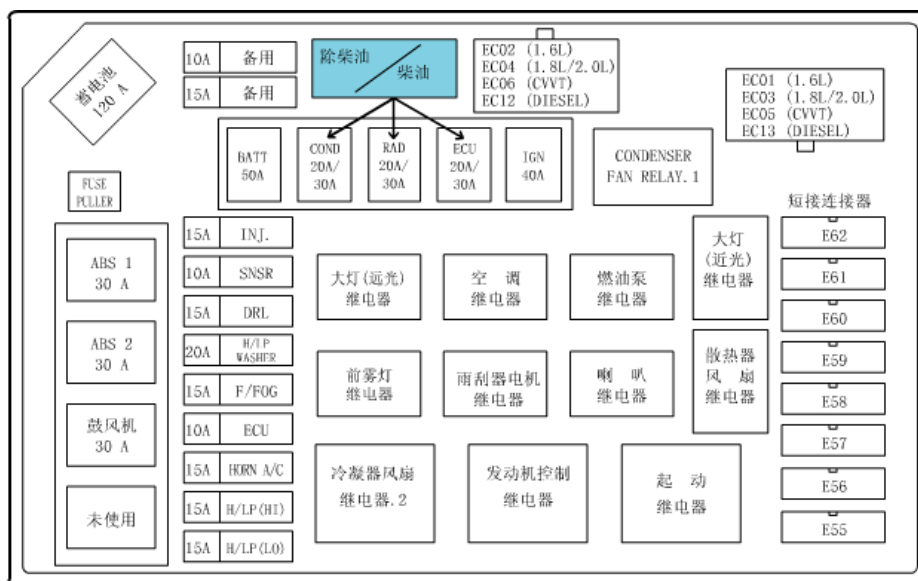 蓄电池
120 A
10A 备用
15A 备用
除柴油
柴油
EC02 (1.6L)
EC04 (1.8L/2.0L)
EC06 (CVVT)
EC12 (DIESEL)
EC01 (1.6L)
EC03 (1.8L/2.0L)
EC05 (CVVT)
EC13 (DIESEL)
BATT
50A
COND
20A/
30A
RAD
20A/
30A
ECU
20A/
30A
IGN
40A
CONDENSER
FAN RELAY.1
FUSE
PULLER
短接连接器
ABS 1
30 A
ABS 2
30 A
鼓风机
30 A
未使用
15A INJ.
10A SNSR
15A DRL
20A H/LP
WASHER
15A F/FOG
10A ECU
15A HORN A/C
15A H/LP(HI)
15A H/LP(LO)
大灯(远光)
继电器
空 调
继电器
燃油泵
继电器
大灯
(近光)
继电器
前雾灯
继电器
雨刮器电机
继电器
喇 叭
继电器
散热器
风 扇
继电器
冷凝器风扇
继电器.2
发动机控制
继电器
起 动
继电器
E62
E61
E60
E59
E58
E57
E56
E55